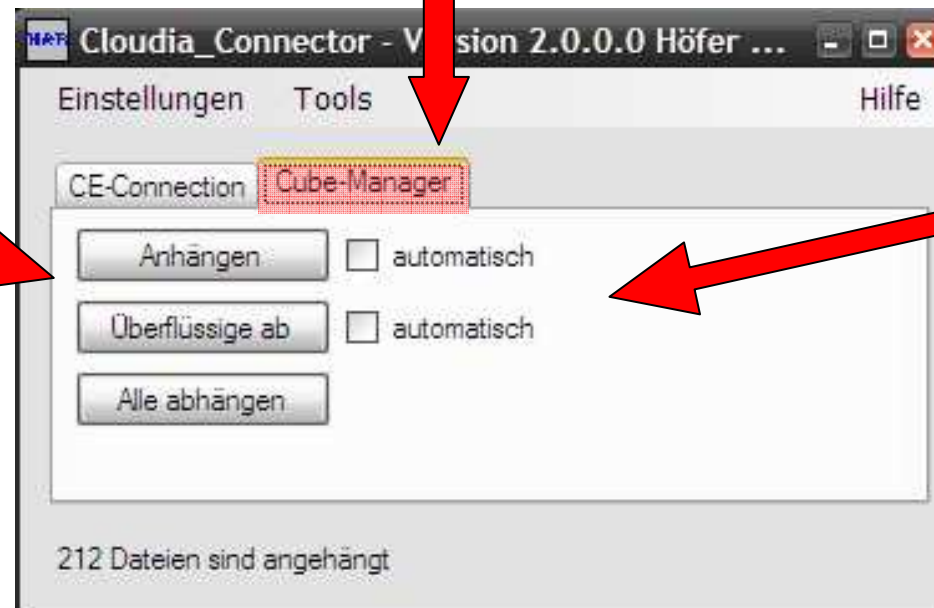 Cloudia_Connector - V sion 2.0.0.0 Höfer ...
Einstellungen Tools Hilfe
CE-Connection Cube-Manager
Anhängen automatisch
Überflüssige ab automatisch
Alle abhängen
212 Dateien sind angehängt